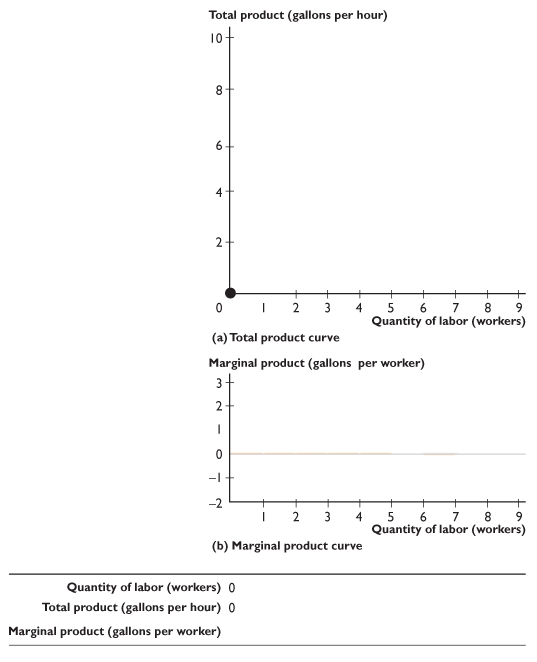 Total product (gallons per hour)
10
8
6
4
2
0 1 2 3 4 5 6 7 8 9
Quantity of labor (workers)
(a) Total product curve
Marginal product (gallons per worker)
3
2
1
0
–1
–2
1 2 3 4 5 6 7 8 9
Quantity of labor (workers)
(b) Marginal product curve
Quantity of labor (workers) 0
Total product (gallons per hour) 0
Marginal product (gallons per worker)